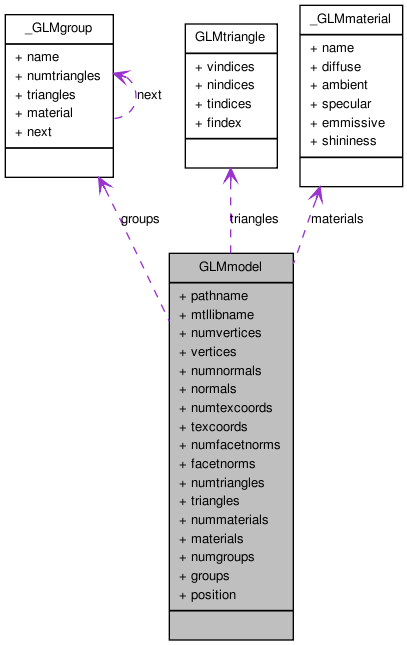 _GLMgroup
+ name
+ numtriangles
+ triangles
+ material
+ next
next
GLMtriangle
+ vindices
+ nindices
+ tindices
+ findex
_GLMmaterial
+ name
+ diffuse
+ ambient
+ specular
+ emmissive
+ shininess
groups
triangles
materials
GLMmodel
+ pathname
+ mtllibname
+ numvertices
+ vertices
+ numnormals
+ normals
+ numtexcoords
+ texcoords
+ numfacetnorms
+ facetnorms
+ numtriangles
+ triangles
+ nummaterials
+ materials
+ numgroups
+ groups
+ position